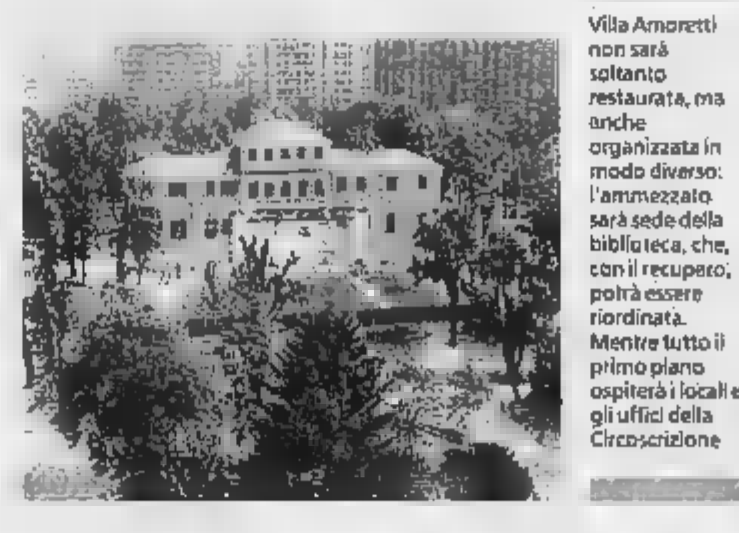 Villa Amoretti
non sarà
soltanto
restaurata, ma
anche
organizzata in
modo diverso:
l'ammezzato
sarà sede della
biblioteca, che,
con il recupero,
potrà essere
riordinata.
Mentre tutto il
primo piano
ospiterà i locali e
gli uffici della
Circoscrizione